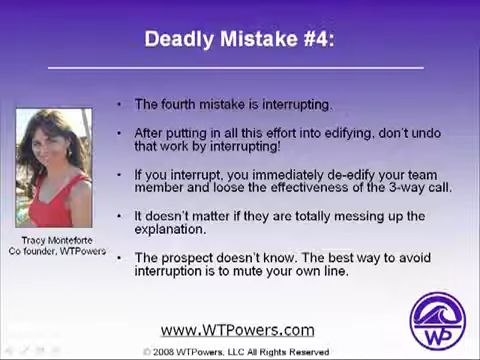 Deadly Mistake #4:
• The fourth mistake is interrupting.
• After putting in all this effort into edifying, don't undo
that work by interrupting!
• If you interrupt, you immediately de-edify your team
member and loose the effectiveness of the 3-way call.
• It doesn't matter if they are totally messing up the
explanation.
• The prospect doesn't know. The best way to avoid
interruption is to mute your own line.
Tracy Monteforte
Co founder, WTPowers
www.WTPowers.com
© 2008 WTPowers, LLC All Rights Reserved
WP